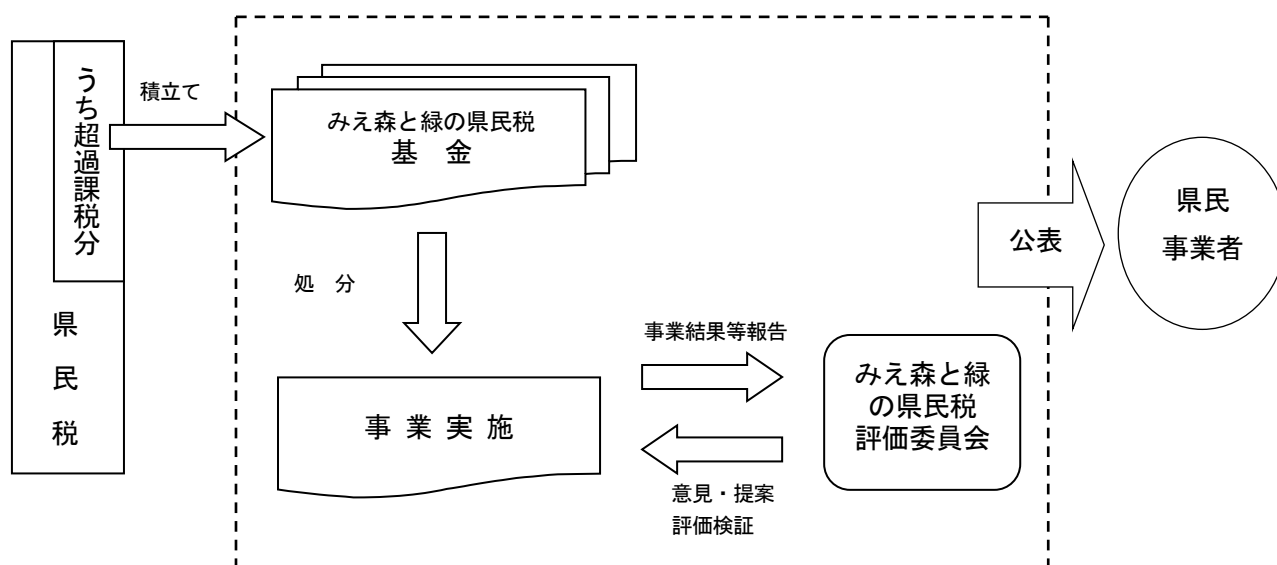 うち超過課税分
県民税
積立て
みえ森と緑の県民税
基　金
処　分
事 業 実 施
事業結果等報告
意見・提案
評価検証
みえ森と緑
の県民税
評価委員会
公表
県民
事業者